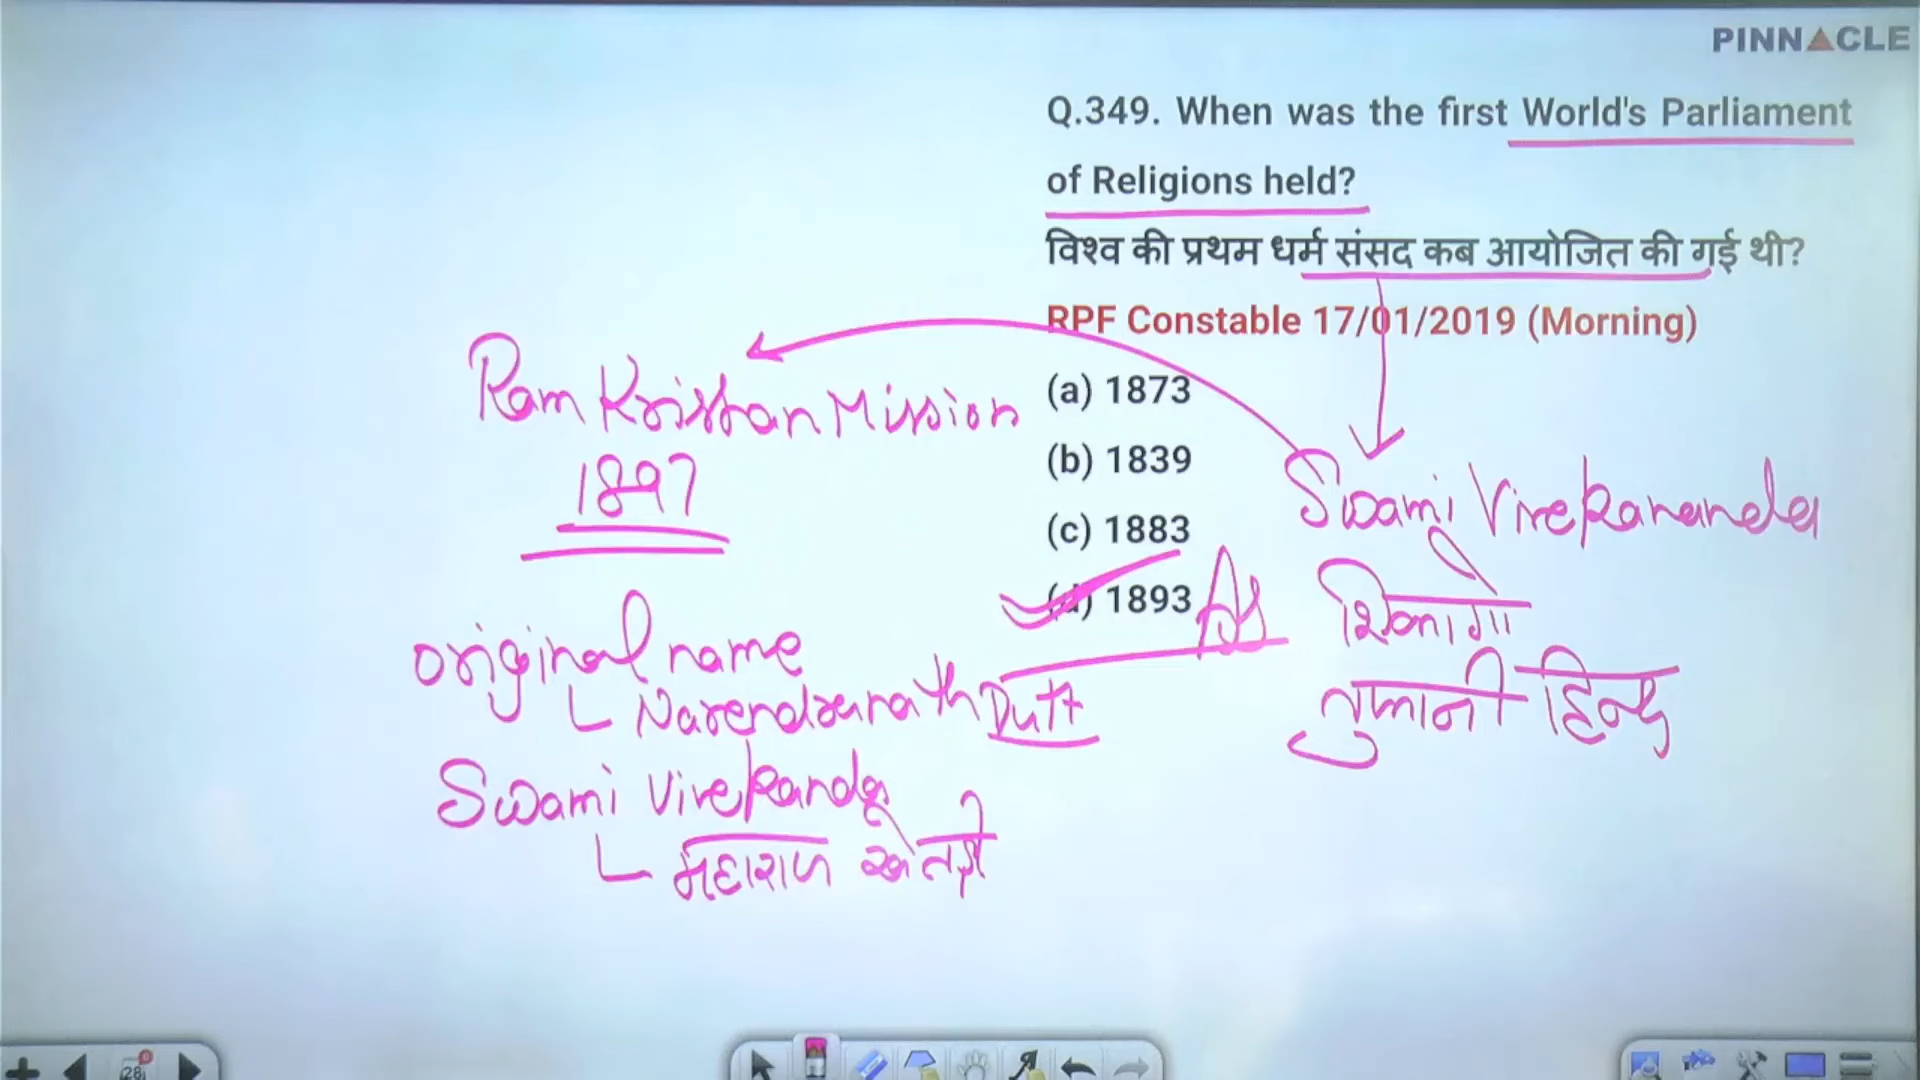 PINNACLE
Q.349. When was the first World's Parliament
of Religions held?
विश्व की प्रथम धर्म संसद कब आयोजित की गई थी?
RPF Constable 17/01/2019 (Morning)
(a) 1873
(b) 1839
(c) 1883
(d) 1893
Swami Vivekananda
शिकागो
तुफानी हिन्दु
Ram Krishan Mission
1897
original name
Narendranath Dutt
Swami Vivekanda
महाराज खेतड़ी
28
0